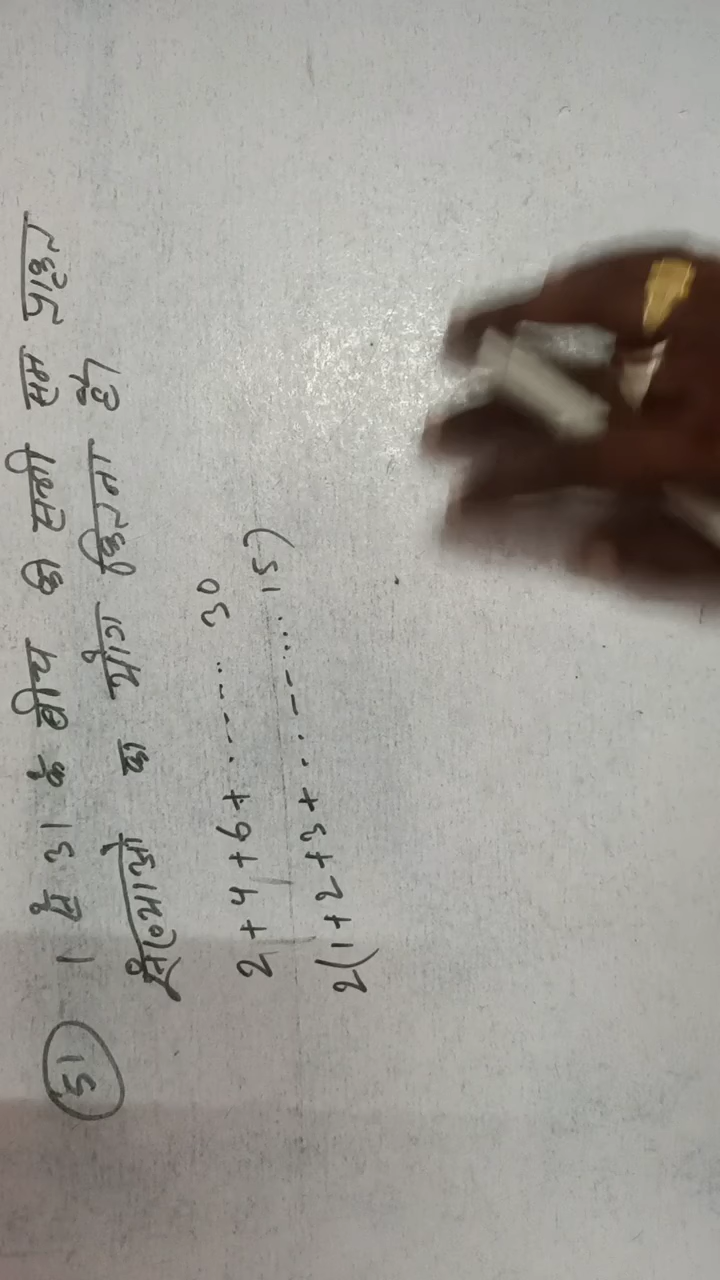 51 1 से 31 के बीच की सभी सम प्राकृत
संख्याओ का योग कितना है।
2 + 4 + 6 + ........ 30
2(1 + 2 + 3 + ......... 15)